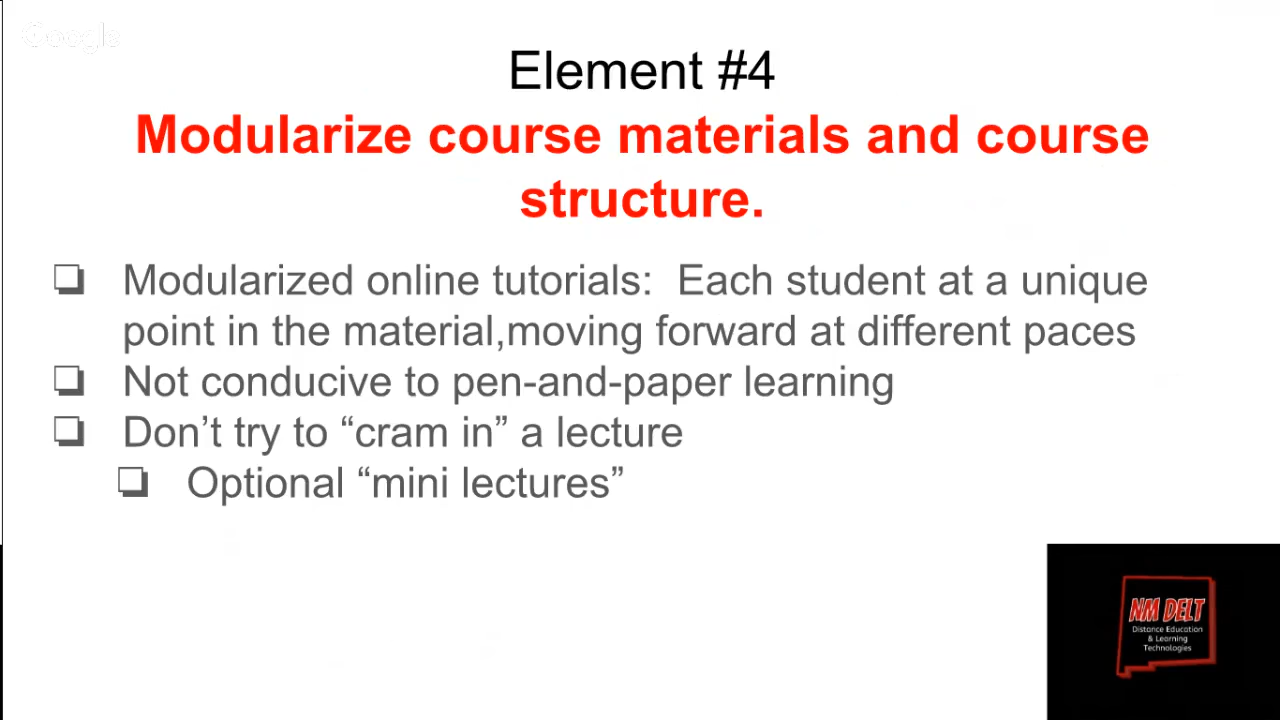 Google
Element #4
Modularize course materials and course
structure.
❏ Modularized online tutorials:  Each student at a unique
point in the material,moving forward at different paces
❏ Not conducive to pen-and-paper learning
❏ Don’t try to “cram in” a lecture
❏ Optional “mini lectures”
NM DELT
Distance Education
& Learning
Technologies